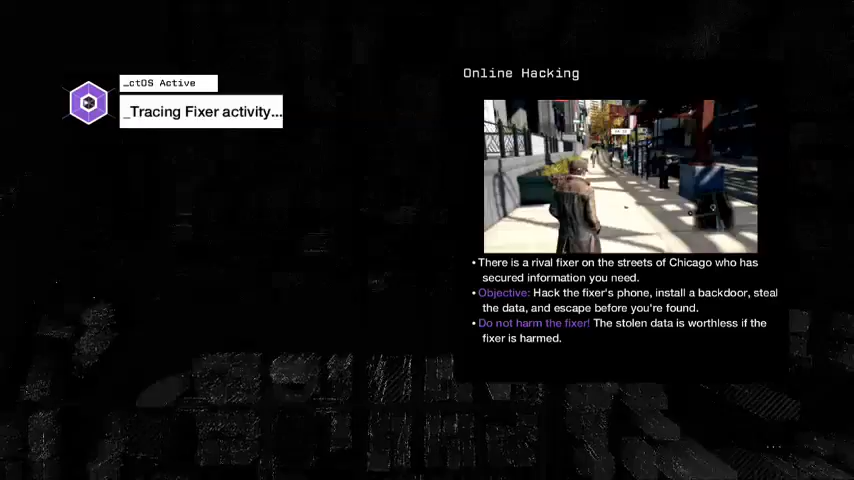 _ctOS Active
_Tracing Fixer activity...
Online Hacking
• There is a rival fixer on the streets of Chicago who has
secured information you need.
• Objective: Hack the fixer's phone, install a backdoor, steal
the data, and escape before you're found.
• Do not harm the fixer! The stolen data is worthless if the
fixer is harmed.